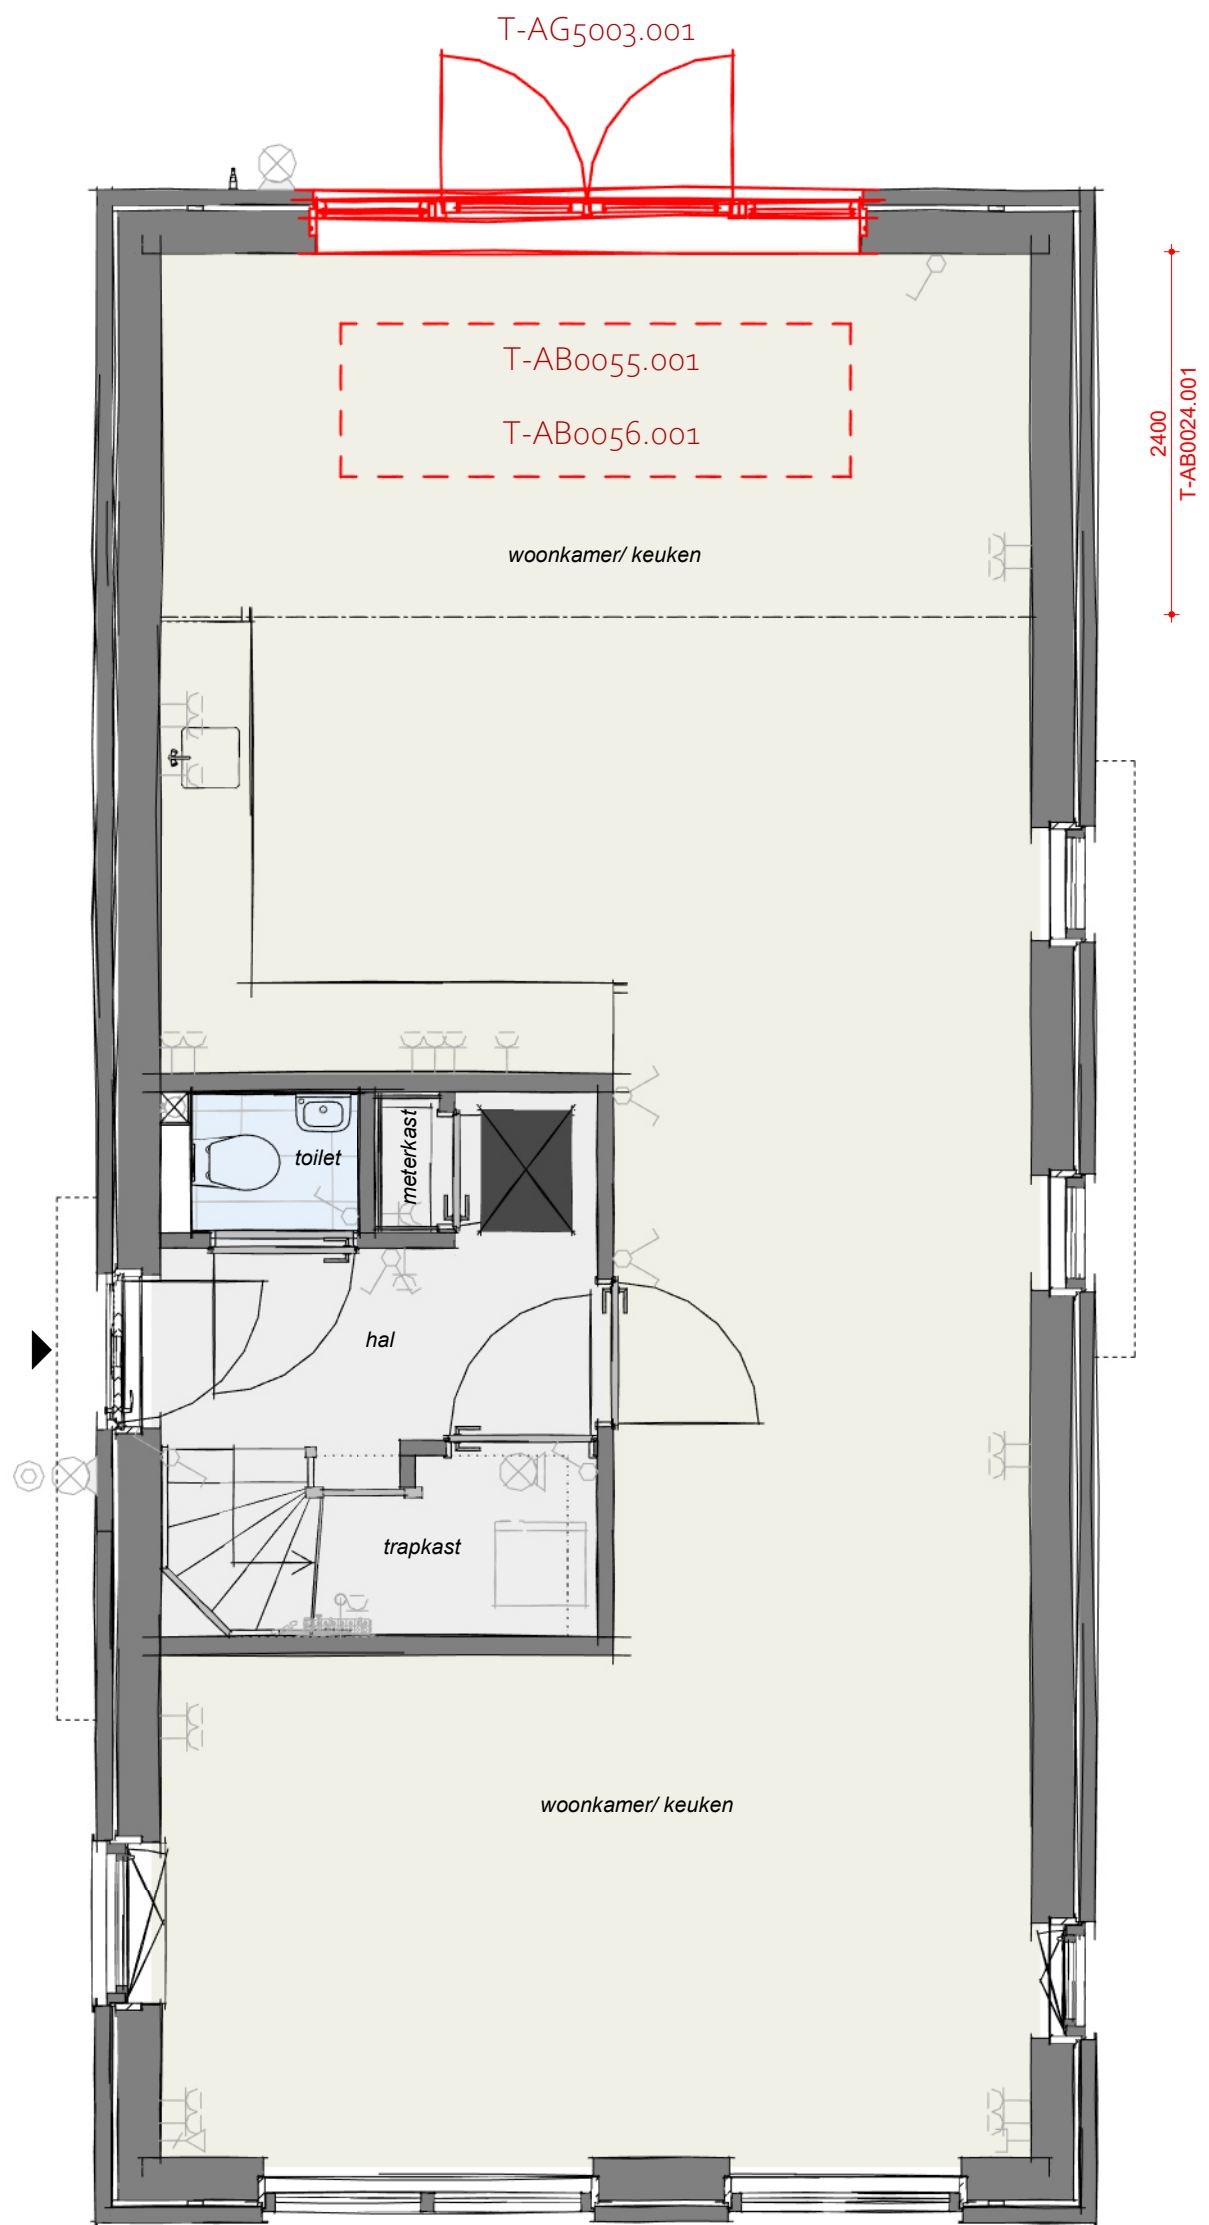 T-AG5003.001
T-AB0055.001
T-AB0056.001
2400
T-AB0024.001
woonkamer/ keuken
toilet
meterkast
hal
trapkast
woonkamer/ keuken